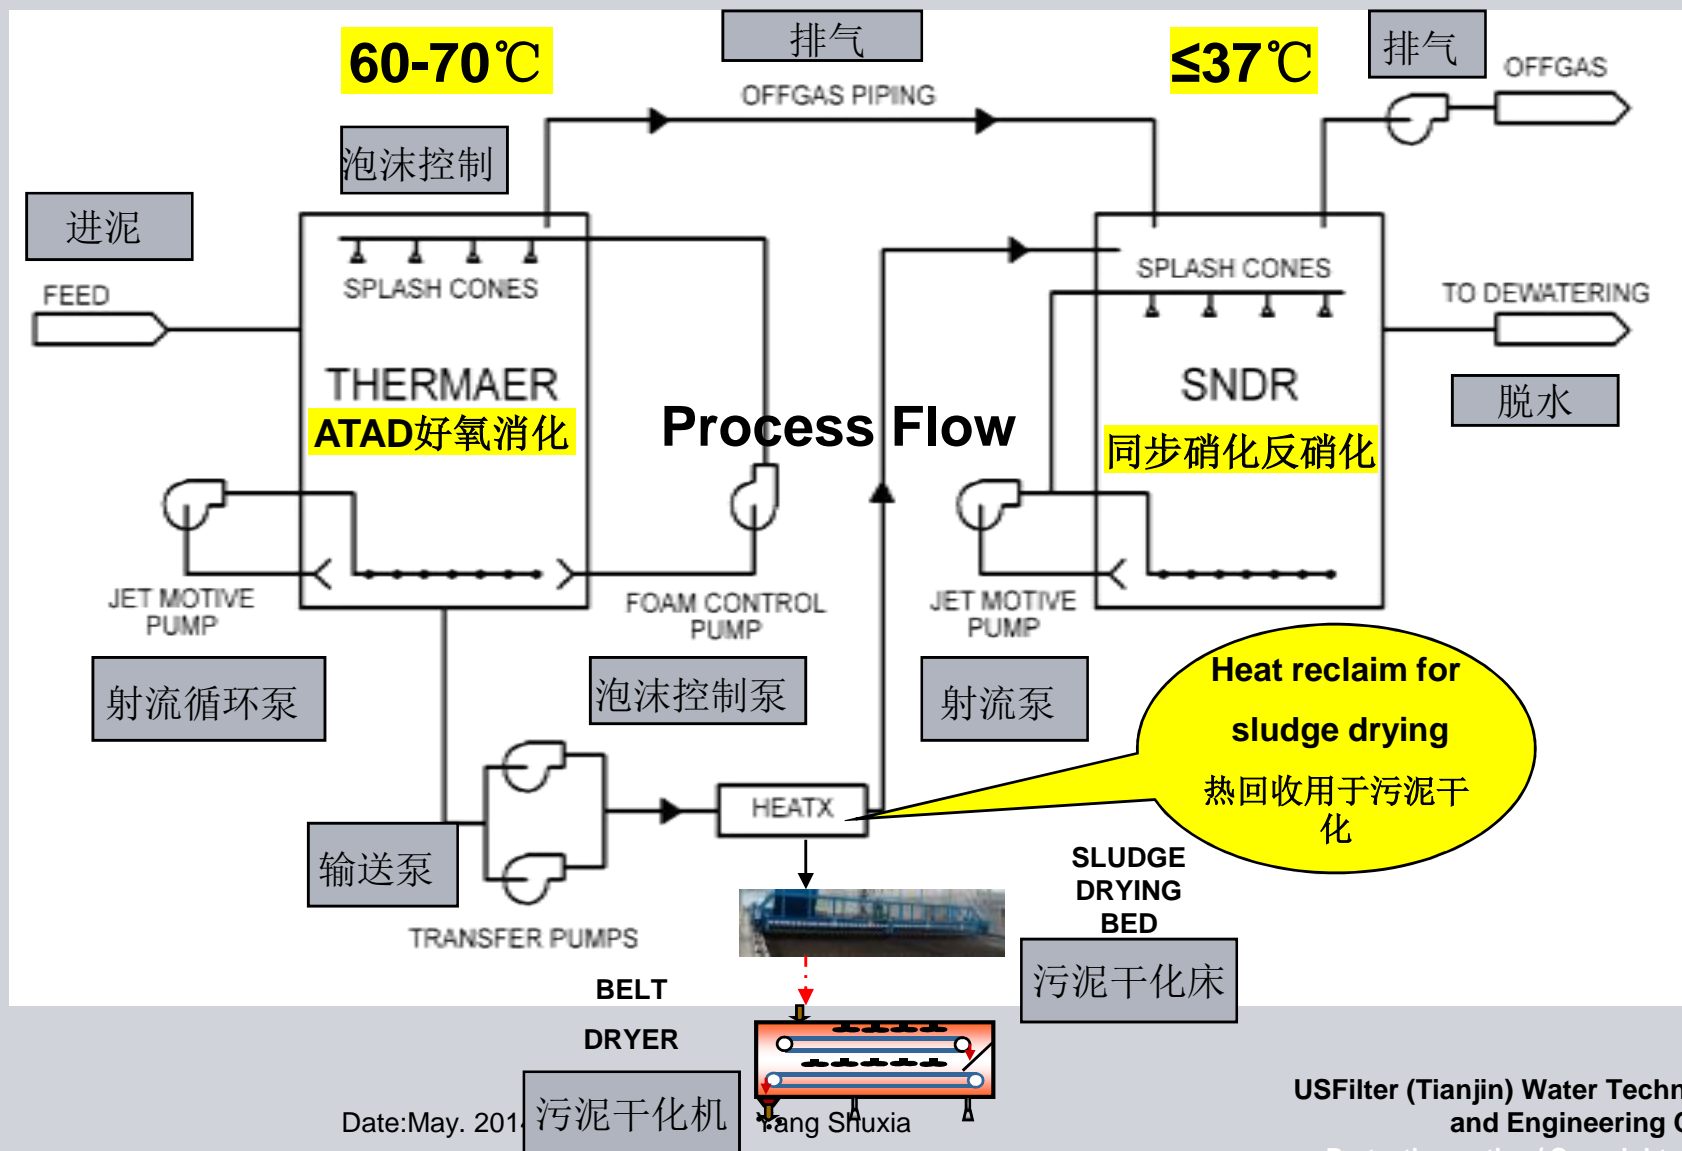 60-70℃
排气
≤37℃
排气
OFFGAS
OFFGAS PIPING
泡沫控制
进泥
FEED
SPLASH CONES
SPLASH CONES
TO DEWATERING
THERMAER
ATAD好氧消化
Process Flow
SNDR
同步硝化反硝化
脱水
JET MOTIVE
PUMP
FOAM CONTROL
PUMP
JET MOTIVE
PUMP
射流循环泵
泡沫控制泵
射流泵
Heat reclaim for
sludge drying
热回收用于污泥干
化
HEATX
输送泵
TRANSFER PUMPS
SLUDGE
DRYING
BED
污泥干化床
BELT
DRYER
污泥干化机
Date:May. 201
Yang Shuxia
USFilter (Tianjin) Water Techn
and Engineering